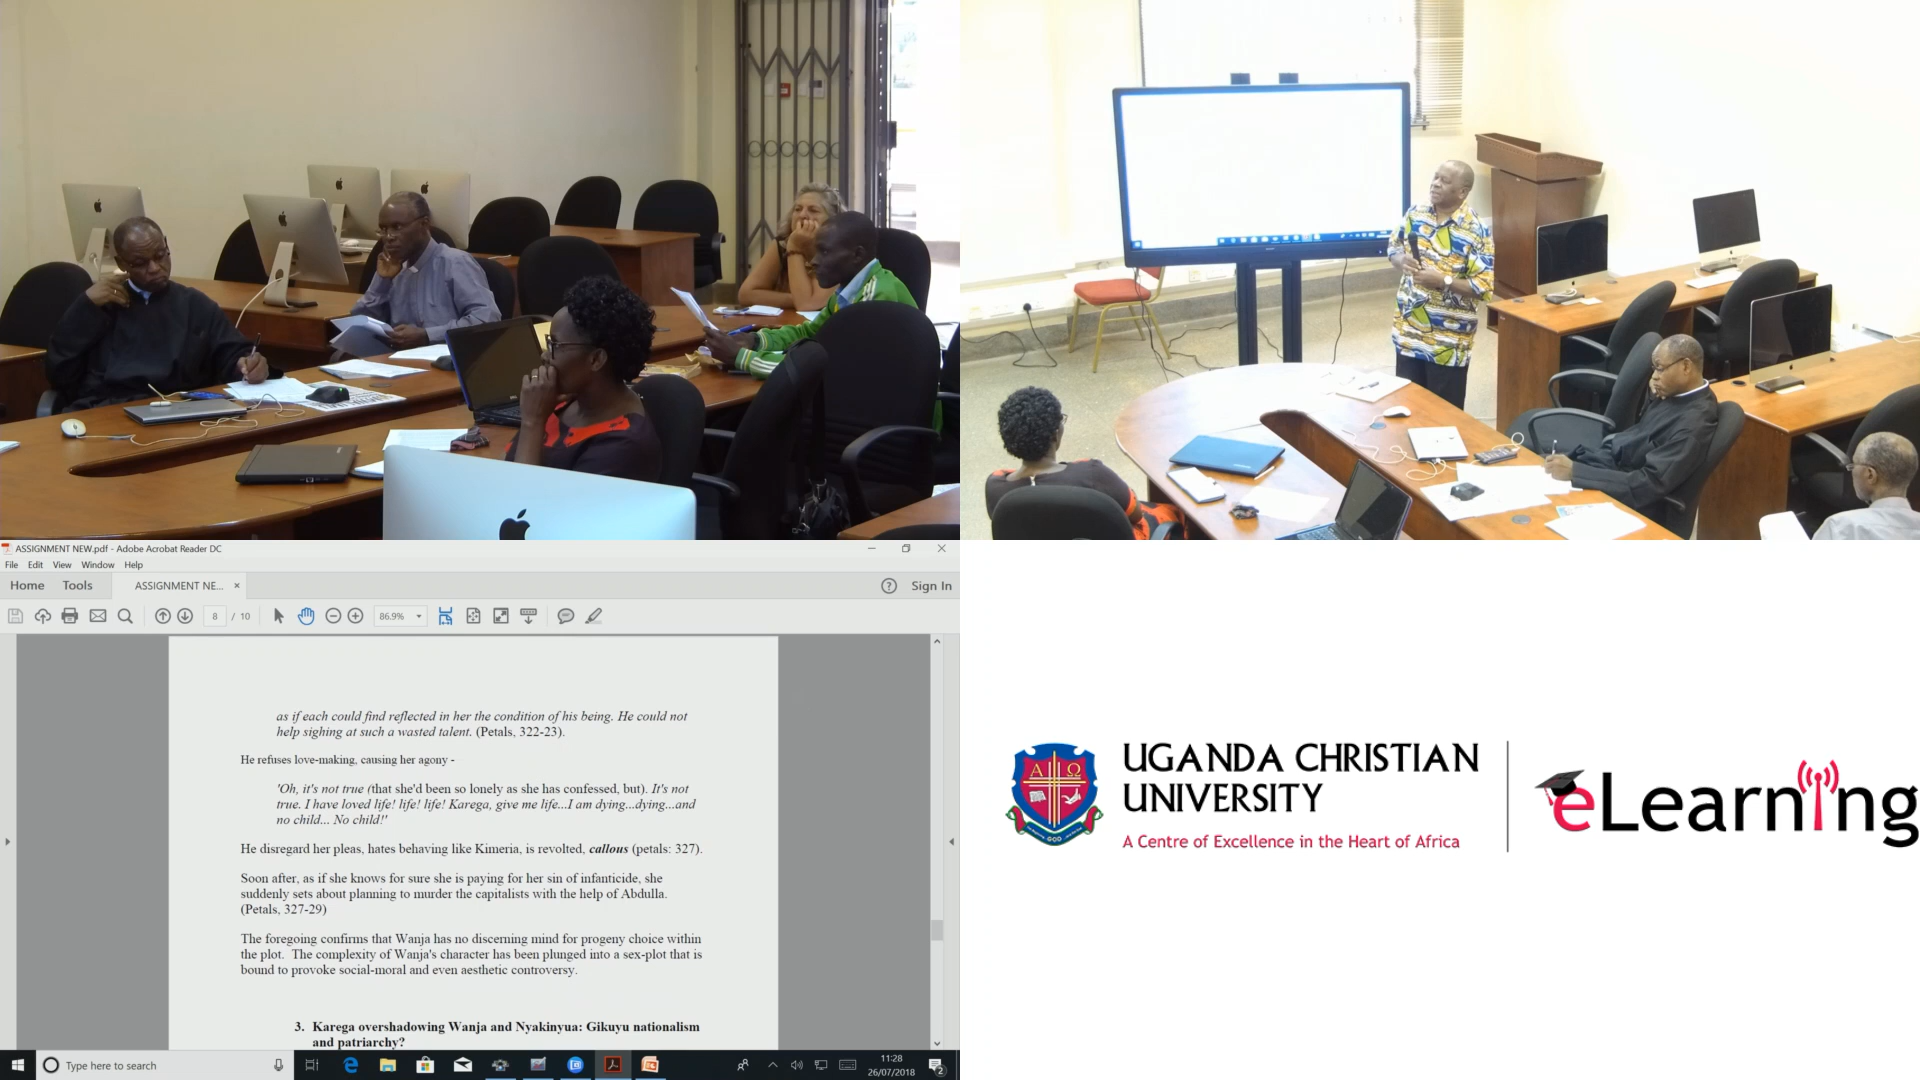 ASSIGNMENT NEW.pdf - Adobe Acrobat Reader DC
File Edit View Window Help
Home Tools ASSIGNMENT NE... × Sign In
8 / 10 86.9%
as if each could find reflected in her the condition of his being. He could not
help sighing at such a wasted talent. (Petals, 322-23).
He refuses love-making, causing her agony -
'Oh, it's not true (that she'd been so lonely as she has confessed, but). It's not
true. I have loved life! life! life! Karega, give me life...I am dying...dying...and
no child... No child!'
He disregard her pleas, hates behaving like Kimeria, is revolted, callous (petals: 327).
Soon after, as if she knows for sure she is paying for her sin of infanticide, she
suddenly sets about planning to murder the capitalists with the help of Abdulla.
(Petals, 327-29)
The foregoing confirms that Wanja has no discerning mind for progeny choice within
the plot. The complexity of Wanja's character has been plunged into a sex-plot that is
bound to provoke social-moral and even aesthetic controversy.
3. Karega overshadowing Wanja and Nyakinyua: Gikuyu nationalism
and patriarchy?
Type here to search
11:28
26/07/2018
2
Α Ω
GOD
UGANDA CHRISTIAN
UNIVERSITY
A Centre of Excellence in the Heart of Africa
eLearning